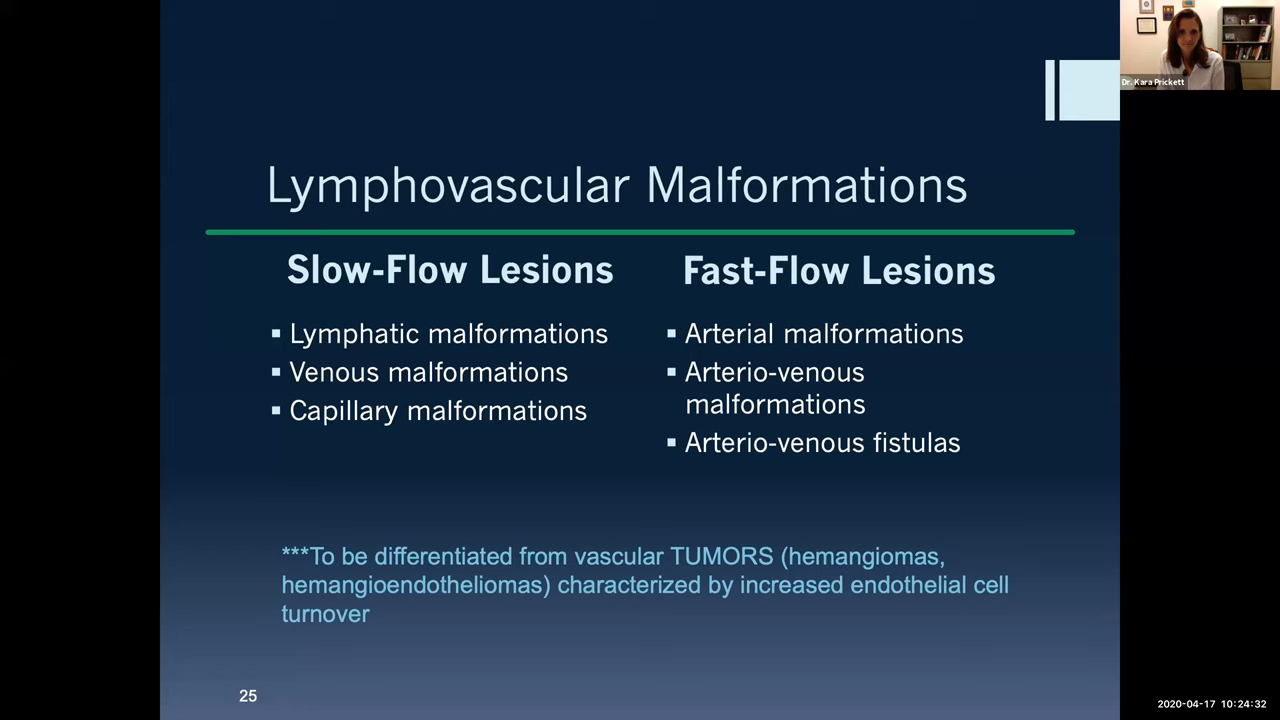 Dr. Kara Prickett
Lymphovascular Malformations
Slow-Flow Lesions
▪ Lymphatic malformations
▪ Venous malformations
▪ Capillary malformations
Fast-Flow Lesions
▪ Arterial malformations
▪ Arterio-venous
malformations
▪ Arterio-venous fistulas
***To be differentiated from vascular TUMORS (hemangiomas,
hemangioendotheliomas) characterized by increased endothelial cell
turnover
25
2020-04-17 10:24:32